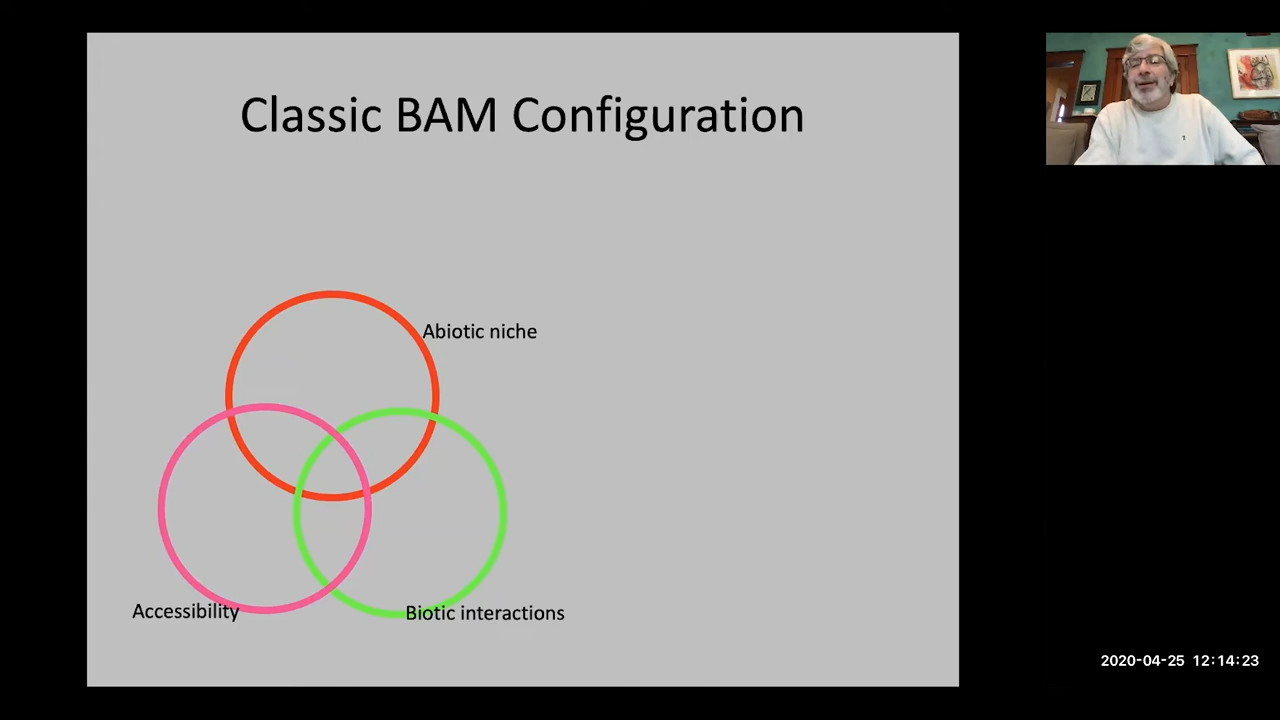 Classic BAM Configuration
Abiotic niche
Accessibility
Biotic interactions
2020-04-25 12:14:23